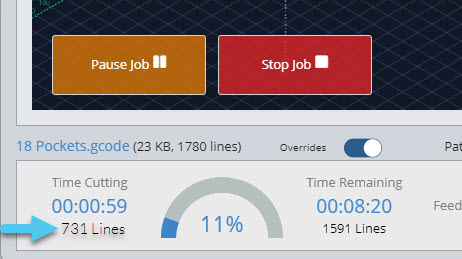 Pause Job
Stop Job
18 Pockets.gcode (23 KB, 1780 lines)
Overrides
Time Cutting
Time Remaining
00:00:59
11%
00:08:20
731 Lines
1591 Lines
Feed